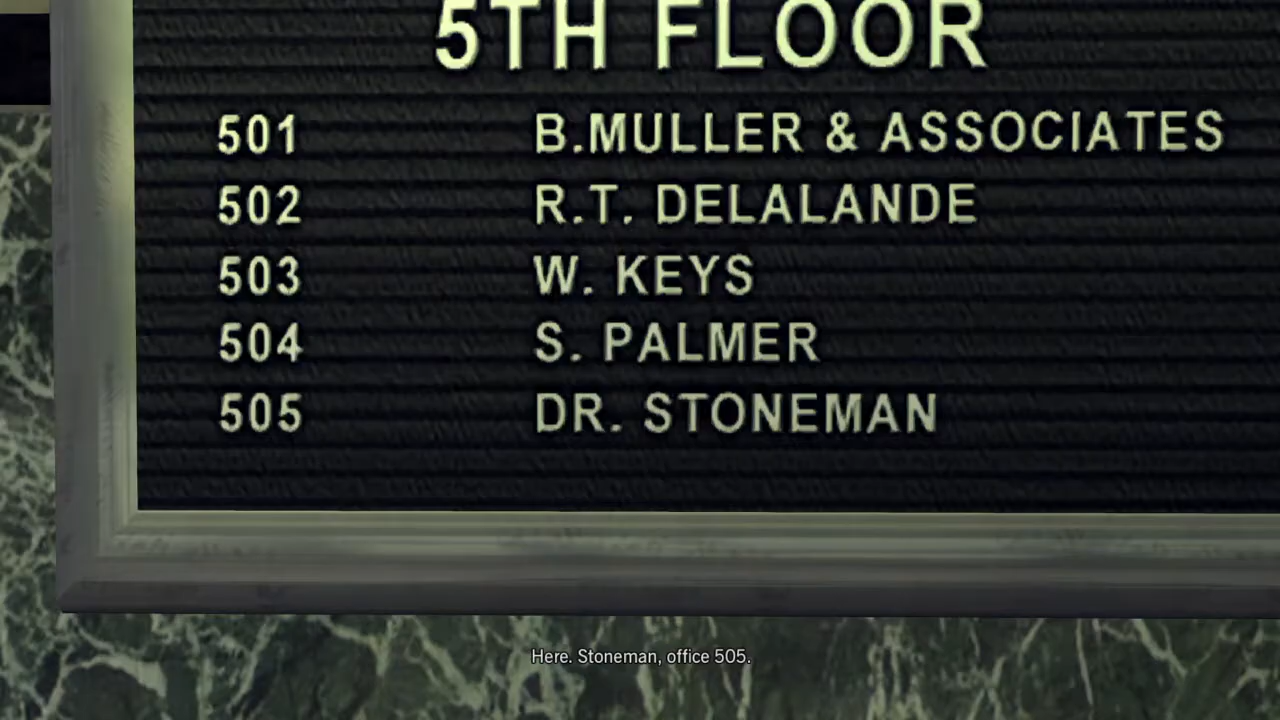 5TH FLOOR
501 B.MULLER & ASSOCIATES
502 R.T. DELALANDE
503 W. KEYS
504 S. PALMER
505 DR. STONEMAN
Here. Stoneman, office 505.